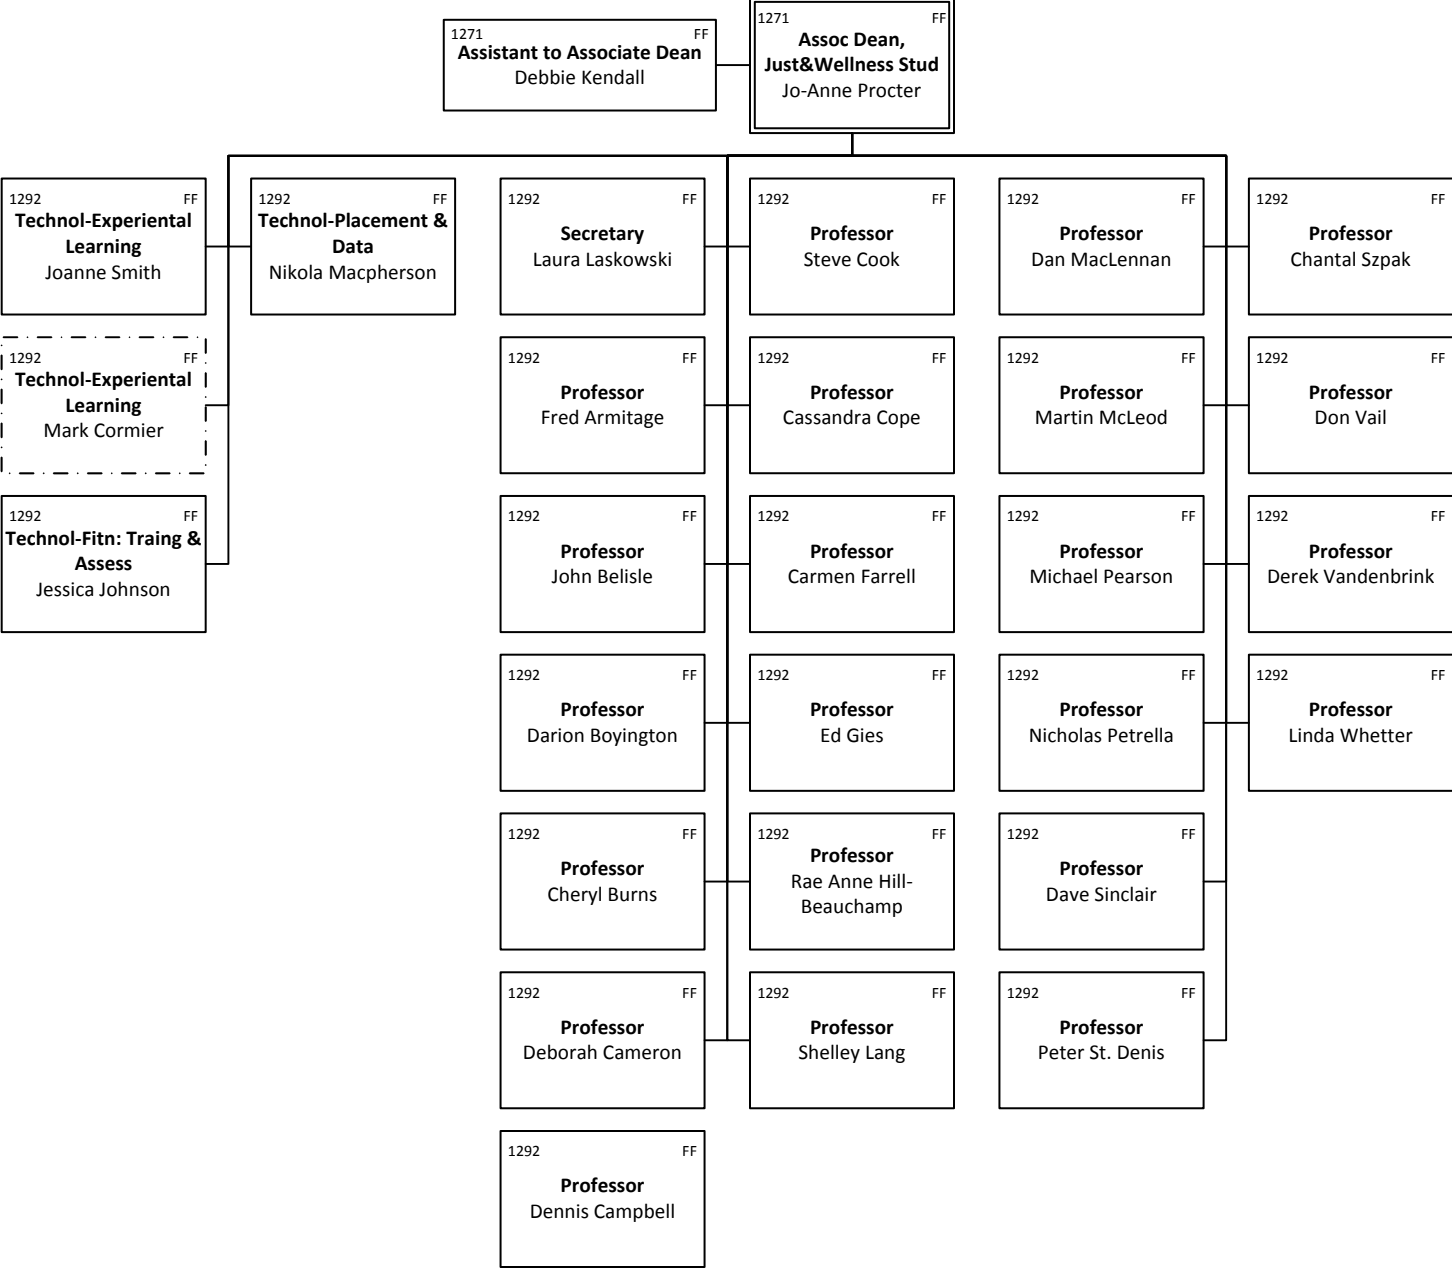 1271 FF
Assistant to Associate Dean
Debbie Kendall
1271 FF
Assoc Dean,
Just&Wellness Stud
Jo-Anne Procter
1292 FF
Technol-Experiental
Learning
Joanne Smith
1292 FF
Technol-Placement &
Data
Nikola Macpherson
1292 FF
Secretary
Laura Laskowski
1292 FF
Professor
Steve Cook
1292 FF
Professor
Dan MacLennan
1292 FF
Professor
Chantal Szpak
1292 FF
Technol-Experiental
Learning
Mark Cormier
1292 FF
Professor
Fred Armitage
1292 FF
Professor
Cassandra Cope
1292 FF
Professor
Martin McLeod
1292 FF
Professor
Don Vail
1292 FF
Technol-Fitn: Traing &
Assess
Jessica Johnson
1292 FF
Professor
John Belisle
1292 FF
Professor
Carmen Farrell
1292 FF
Professor
Michael Pearson
1292 FF
Professor
Derek Vandenbrink
1292 FF
Professor
Darion Boyington
1292 FF
Professor
Ed Gies
1292 FF
Professor
Nicholas Petrella
1292 FF
Professor
Linda Whetter
1292 FF
Professor
Cheryl Burns
1292 FF
Professor
Rae Anne Hill-
Beauchamp
1292 FF
Professor
Dave Sinclair
1292 FF
Professor
Deborah Cameron
1292 FF
Professor
Shelley Lang
1292 FF
Professor
Peter St. Denis
1292 FF
Professor
Dennis Campbell